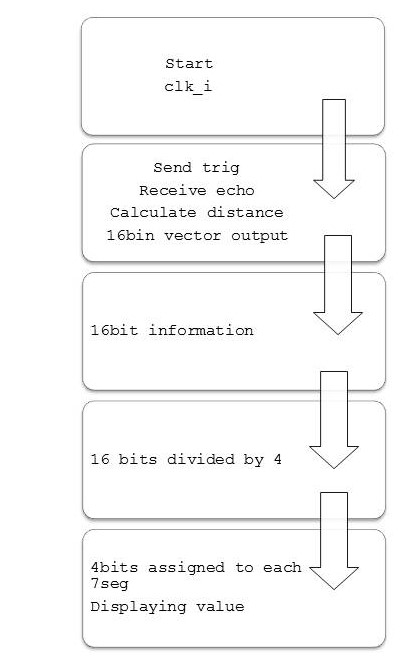 Start
clk_i
Send trig
Receive echo
Calculate distance
16bin vector output
16bit information
16 bits divided by 4
4bits assigned to each
7seg
Displaying value